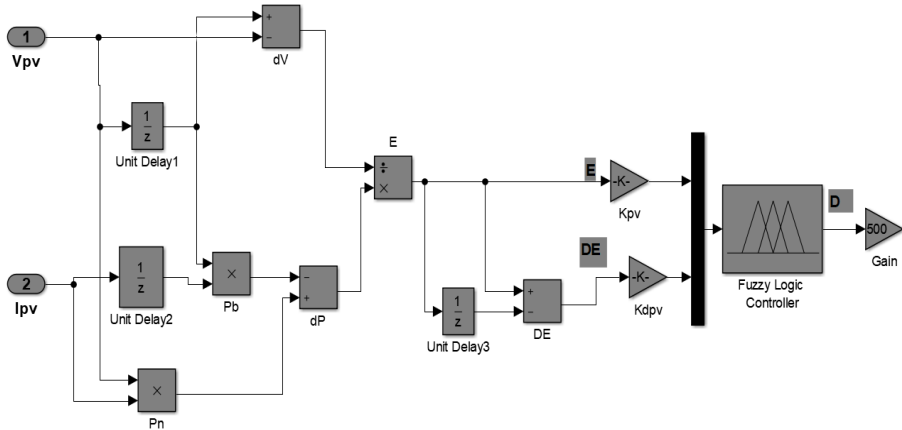 1
Vpv
+
−
dV
1
z
Unit Delay1
E
÷
×
E
-K-
Kpv
D
500
Gain
2
Ipv
1
z
Unit Delay2
×
Pb
−
+
dP
DE
-K-
Kdpv
Fuzzy Logic
Controller
1
z
Unit Delay3
+
−
DE
×
Pn